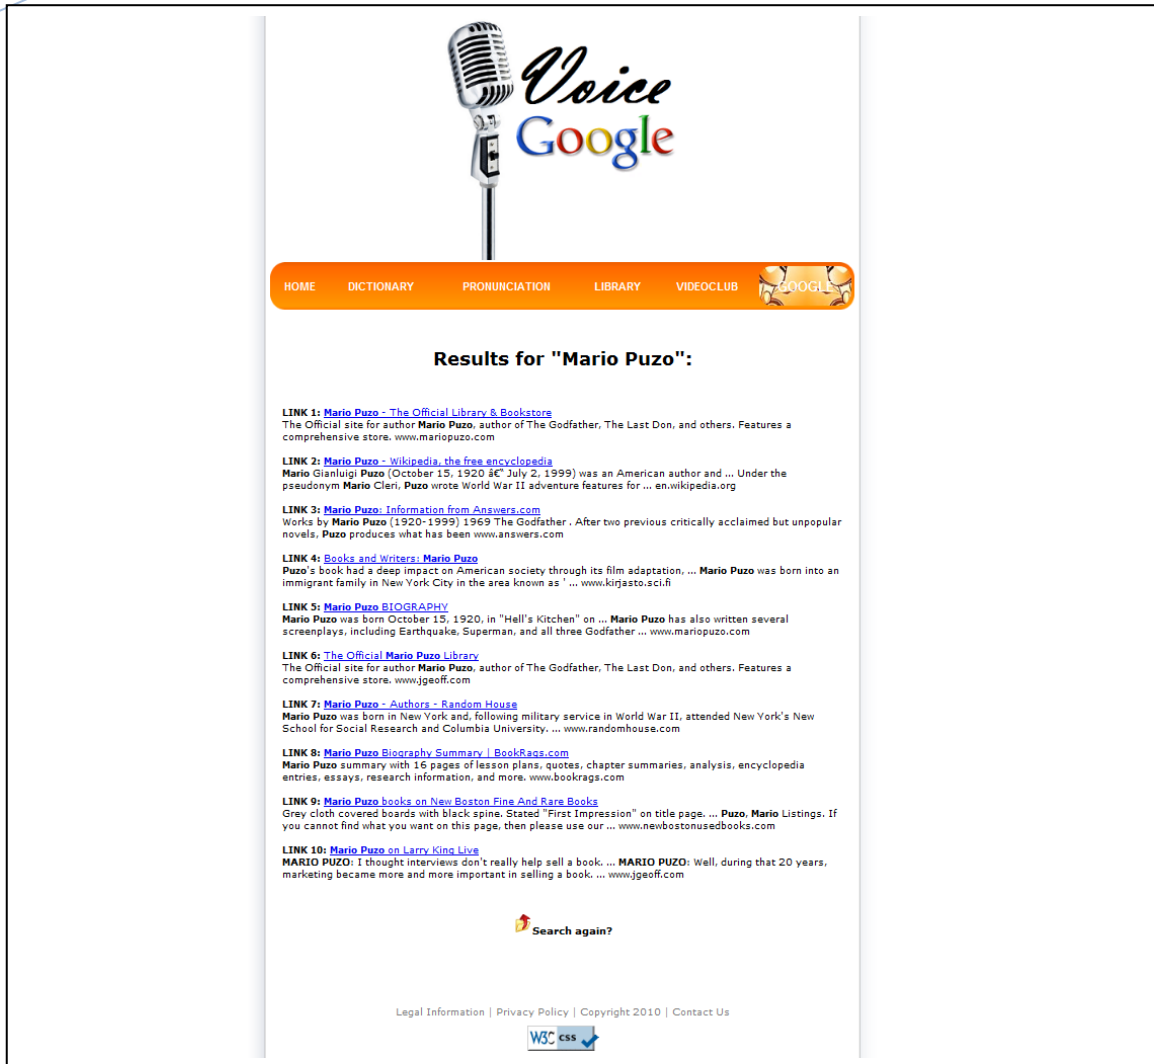 Voice
Google
HOME DICTIONARY PRONUNCIATION LIBRARY VIDEOCLUB GOOGLE
Results for "Mario Puzo":
LINK 1: Mario Puzo - The Official Library & Bookstore
The Official site for author Mario Puzo, author of The Godfather, The Last Don, and others. Features a
comprehensive store. www.mariopuzo.com
LINK 2: Mario Puzo - Wikipedia, the free encyclopedia
Mario Gianluigi Puzo (October 15, 1920 â€“ July 2, 1999) was an American author and ... Under the
pseudonym Mario Cleri, Puzo wrote World War II adventure features for ... en.wikipedia.org
LINK 3: Mario Puzo: Information from Answers.com
Works by Mario Puzo (1920-1999) 1969 The Godfather . After two previous critically acclaimed but unpopular
novels, Puzo produces what has been www.answers.com
LINK 4: Books and Writers: Mario Puzo
Puzo's book had a deep impact on American society through its film adaptation, ... Mario Puzo was born into an
immigrant family in New York City in the area known as ' ... www.kirjasto.sci.fi
LINK 5: Mario Puzo BIOGRAPHY
Mario Puzo was born October 15, 1920, in "Hell's Kitchen" on ... Mario Puzo has also written several
screenplays, including Earthquake, Superman, and all three Godfather ... www.mariopuzo.com
LINK 6: The Official Mario Puzo Library
The Official site for author Mario Puzo, author of The Godfather, The Last Don, and others. Features a
comprehensive store. www.jgeoff.com
LINK 7: Mario Puzo - Authors - Random House
Mario Puzo was born in New York and, following military service in World War II, attended New York's New
School for Social Research and Columbia University. ... www.randomhouse.com
LINK 8: Mario Puzo Biography Summary | BookRags.com
Mario Puzo summary with 16 pages of lesson plans, quotes, chapter summaries, analysis, encyclopedia
entries, essays, research information, and more. www.bookrags.com
LINK 9: Mario Puzo books on New Boston Fine And Rare Books
Grey cloth covered boards with black spine. Stated "First Impression" on title page. ... Puzo, Mario Listings. If
you cannot find what you want on this page, then please use our ... www.newbostonusedbooks.com
LINK 10: Mario Puzo on Larry King Live
MARIO PUZO: I thought interviews don't really help sell a book. ... MARIO PUZO: Well, during that 20 years,
marketing became more and more important in selling a book. ... www.jgeoff.com
Search again?
Legal Information | Privacy Policy | Copyright 2010 | Contact Us
W3C css